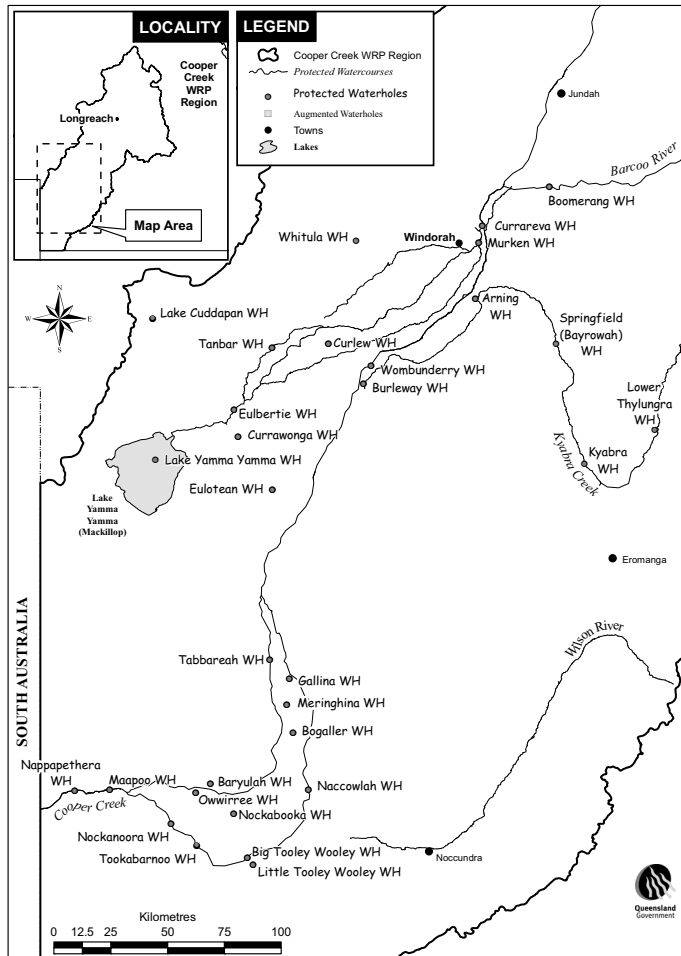 LOCALITY
Cooper
Creek
WRP
Region
Longreach
Map Area
LEGEND
Cooper Creek WRP Region
Protected Watercourses
Protected Waterholes
Augmented Waterholes
Towns
Lakes
Jundah
Barcoo River
Boomerang WH
Currareva WH
Whitula WH
Windorah
Murken WH
N
W E
S
Arning
WH
Lake Cuddapan WH
Springfield
(Bayrowah)
WH
Tanbar WH
Curlew WH
Wombunderry WH
Burleway WH
Lower
Thylungra
WH
Eulbertie WH
Currawonga WH
Kyabra Creek
Kyabra
WH
Lake Yamma Yamma WH
Eulotean WH
Lake
Yamma
Yamma
(Mackillop)
Eromanga
SOUTH AUSTRALIA
Wilson River
Tabbareah WH
Gallina WH
Meringhina WH
Bogaller WH
Nappapethera
WH
Maapoo WH
Baryulah WH
Naccowlah WH
Owwirree WH
Cooper Creek
Nockabooka WH
Nockanoora WH
Tookabarnoo WH
Big Tooley Wooley WH
Little Tooley Wooley WH
Noccundra
Queensland
Government
Kilometres
0 12.5 25 50 75 100